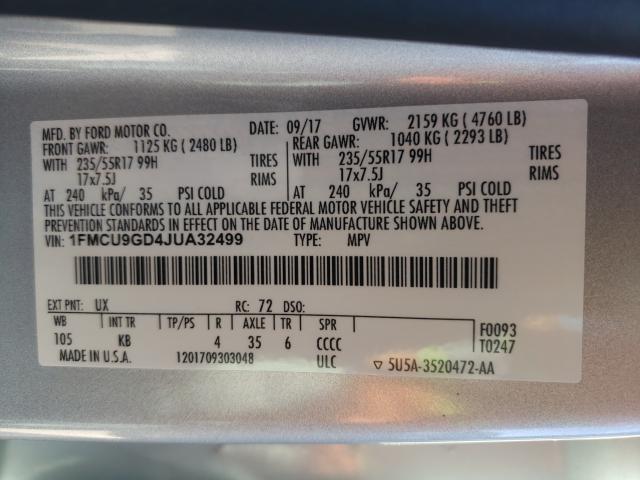 MFD. BY FORD MOTOR CO. DATE: 09/17 GVWR: 2159 KG ( 4760 LB)
FRONT GAWR: 1125 KG ( 2480 LB) REAR GAWR: 1040 KG ( 2293 LB)
WITH 235/55R17 99H TIRES WITH 235/55R17 99H TIRES
17x7.5J RIMS 17x7.5J RIMS
AT 240 kPa/ 35 PSI COLD AT 240 kPa/ 35 PSI COLD
THIS VEHICLE CONFORMS TO ALL APPLICABLE FEDERAL MOTOR VEHICLE SAFETY AND THEFT
PREVENTION STANDARDS IN EFFECT ON THE DATE OF MANUFACTURE SHOWN ABOVE.
VIN: 1FMCU9GD4JUA32499 TYPE: MPV
EXT PNT: UX RC: 72 DSO:
WB INT TR TP/PS R AXLE TR SPR F0093
105 KB 4 35 6 CCCC T0247
MADE IN U.S.A. 1201709303048 ULC ▽ 5U5A-3520472-AA